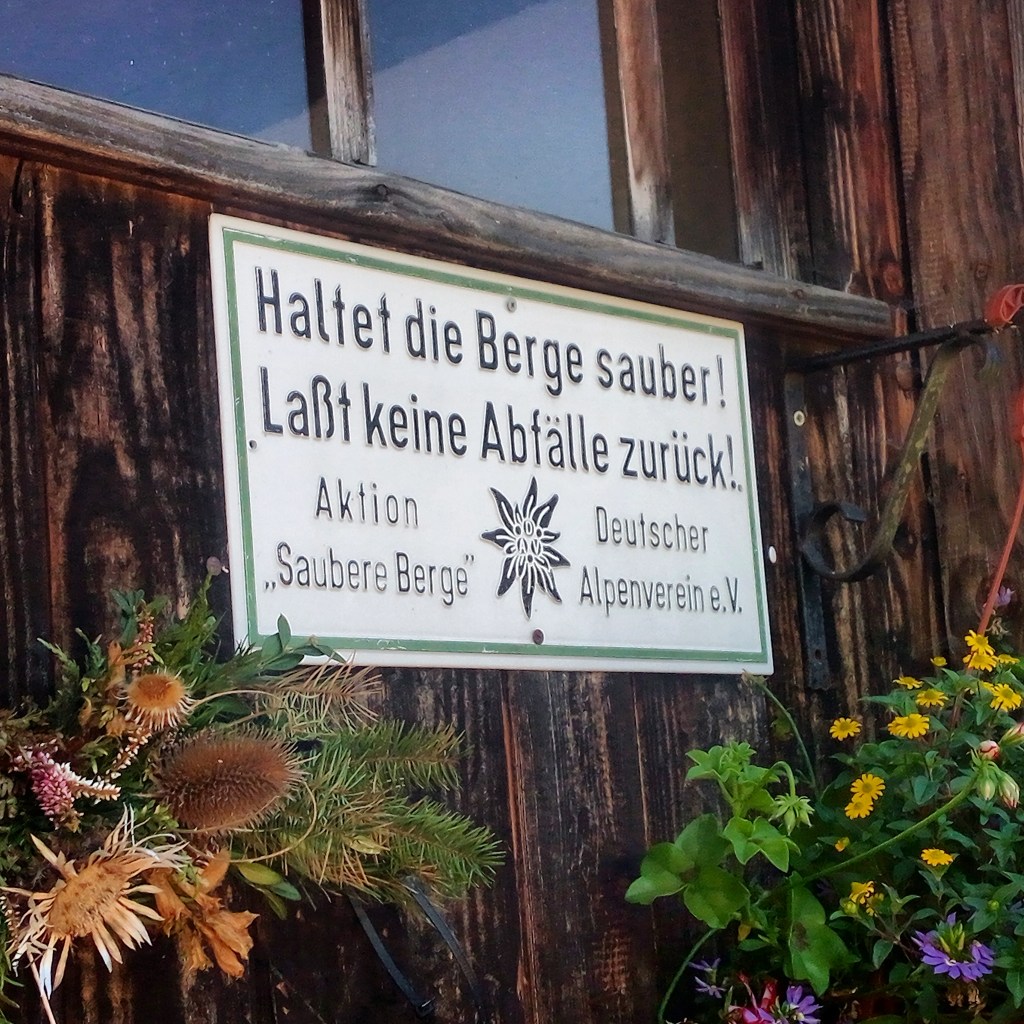 Haltet die Berge sauber!
Laßt keine Abfälle zurück!
Aktion
„Saubere Berge”
Deutscher
Alpenverein e.V.